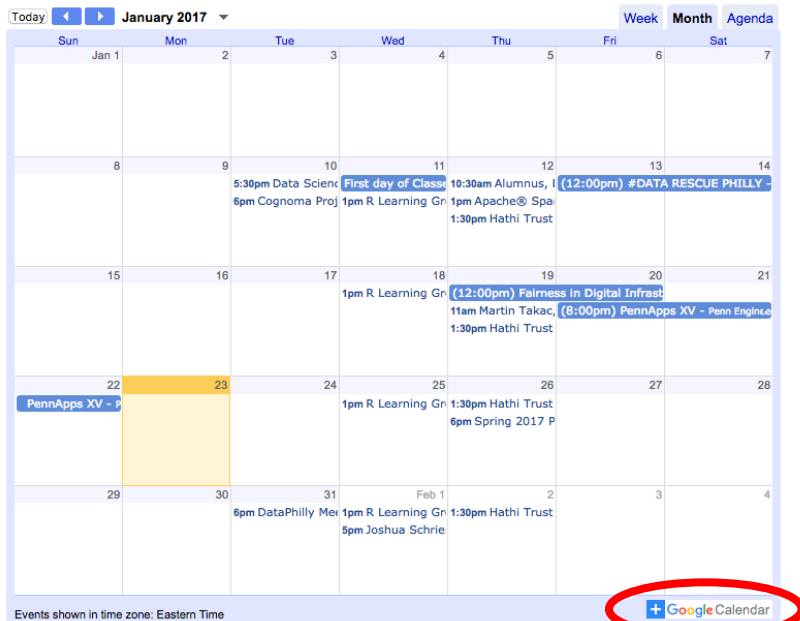 Today January 2017 Week Month Agenda
Sun Mon Tue Wed Thu Fri Sat
Jan 1 2 3 4 5 6 7
8 9 10 11 12 13 14
5:30pm Data Scienc First day of Classe 10:30am Alumnus, (12:00pm) #DATA RESCUE PHILLY -
6pm Cognoma Proj 1pm R Learning Gr 1pm Apache® Spa
1:30pm Hathi Trust
15 16 17 18 19 20 21
1pm R Learning Gr (12:00pm) Fairness in Digital Infrast
11am Martin Takac, (8:00pm) PennApps XV - Penn Engine
1:30pm Hathi Trust
22 23 24 25 26 27 28
PennApps XV - P 1pm R Learning Gr 1:30pm Hathi Trust
6pm Spring 2017 P
29 30 31 Feb 1 2 3 4
6pm DataPhilly Mee 1pm R Learning Gr 1:30pm Hathi Trust
5pm Joshua Schrie
Events shown in time zone: Eastern Time + Google Calendar